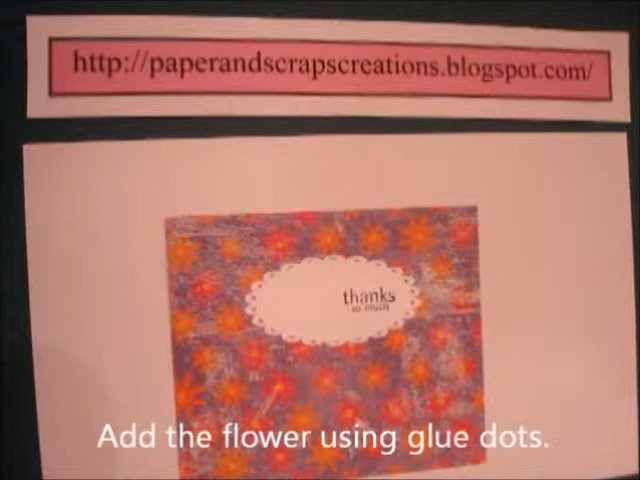 http://paperandscrapscreations.blogspot.com/
thanks
so much
Add the flower using glue dots.